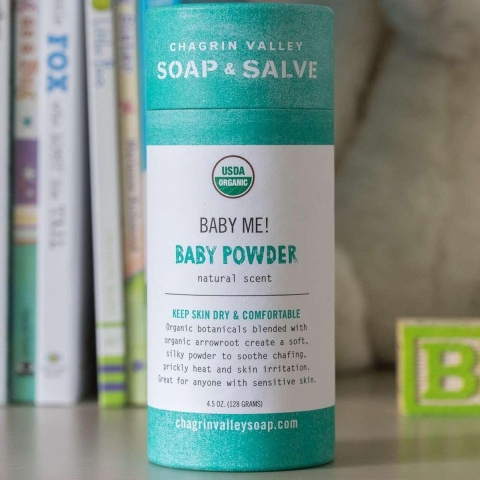 CHAGRIN VALLEY
SOAP & SALVE
USDA
ORGANIC
BABY ME!
BABY POWDER
natural scent
KEEP SKIN DRY & COMFORTABLE
Organic botanicals blended with
organic arrowroot create a soft,
silky powder to soothe chafing,
prickly heat and skin irritation.
Great for anyone with sensitive skin.
4.5 OZ. (128 GRAMS)
chagrinvalleysoap.com
FOX
B